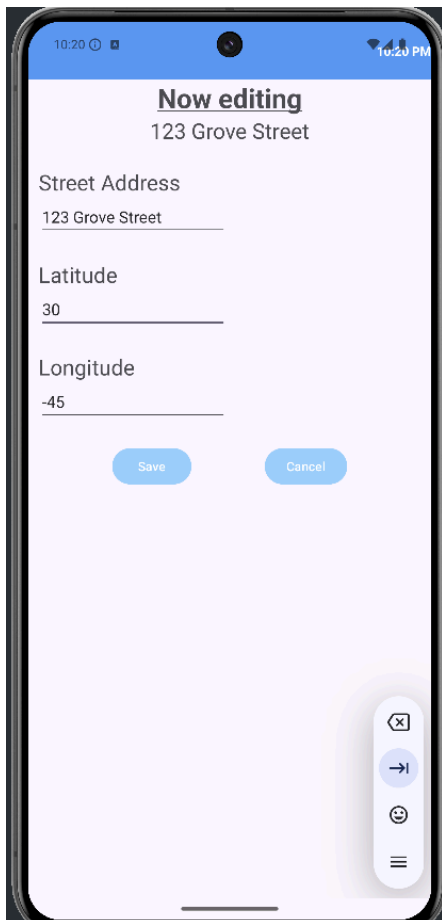 10:20
10:20 PM
Now editing
123 Grove Street
Street Address
123 Grove Street
Latitude
30
Longitude
-45
Save
Cancel